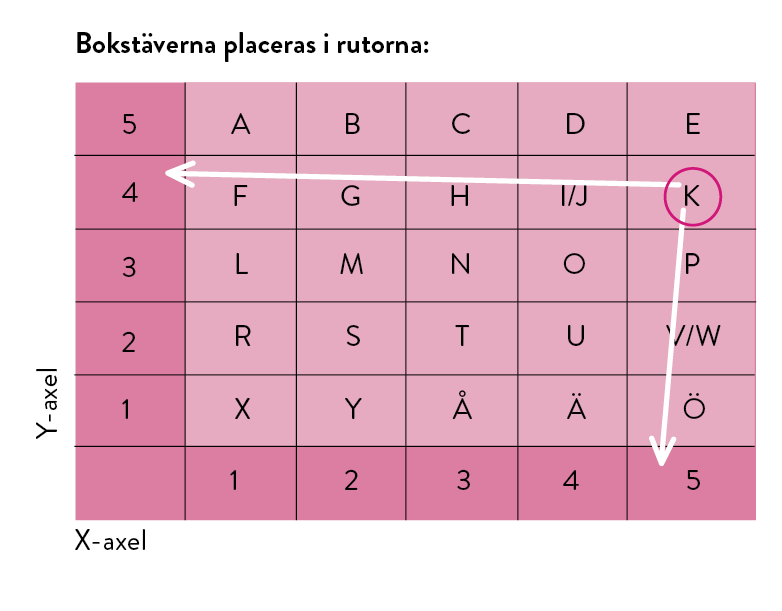 Bokstäverna placeras i rutorna:
5 A B C D E
4 F G H I/J K
3 L M N O P
2 R S T U V/W
1 X Y Å Ä Ö
1 2 3 4 5
Y-axel
X-axel